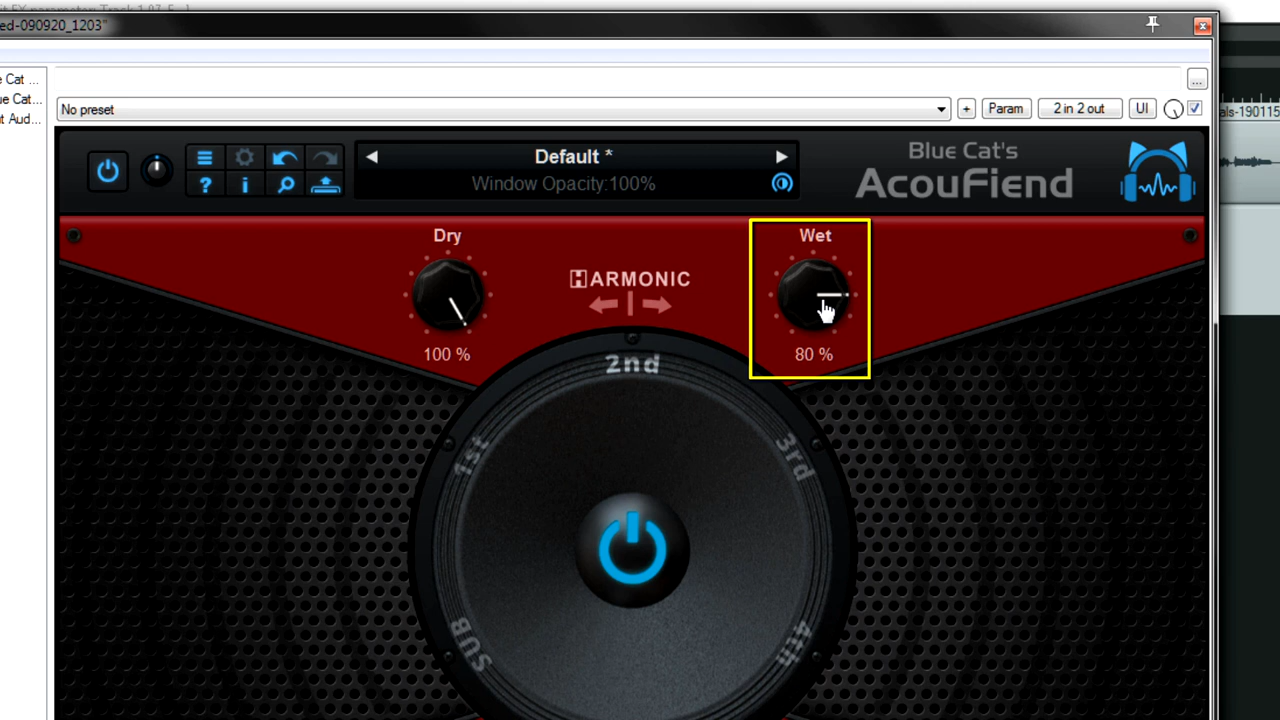 ed-090920_1203"
e Cat ...
ue Cat...
t Aud...
...
No preset
+
Param
2 in 2 out
UI
als-190115
Default *
Window Opacity:100%
? i
Blue Cat's
AcouFiend
Dry
Wet
HARMONIC
100 %
80 %
2nd
1st
3rd
SUB
4th